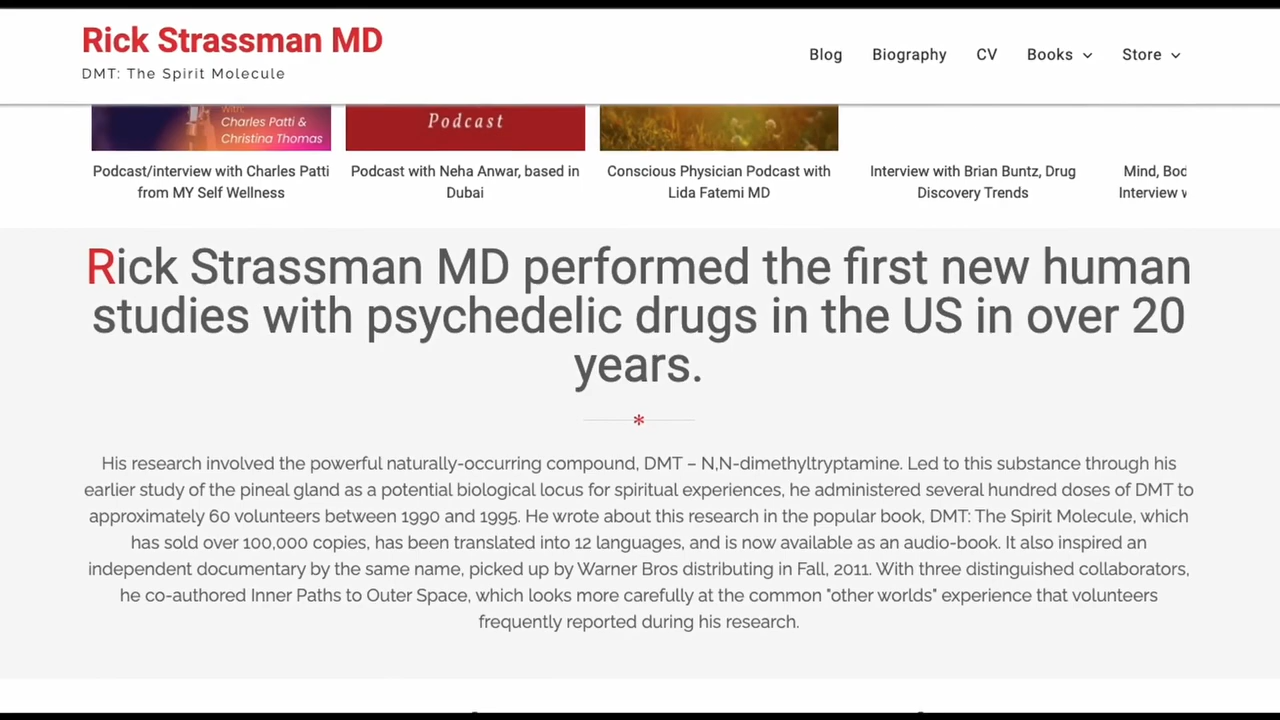 Rick Strassman MD
DMT: The Spirit Molecule
Blog Biography CV Books Store
With:
Charles Patti &
Christina Thomas
Podcast
Podcast/interview with Charles Patti
from MY Self Wellness
Podcast with Neha Anwar, based in
Dubai
Conscious Physician Podcast with
Lida Fatemi MD
Interview with Brian Buntz, Drug
Discovery Trends
Mind, Bod
Interview
Rick Strassman MD performed the first new human
studies with psychedelic drugs in the US in over 20
years.
*
His research involved the powerful naturally-occurring compound, DMT – N,N-dimethyltryptamine. Led to this substance through his
earlier study of the pineal gland as a potential biological locus for spiritual experiences, he administered several hundred doses of DMT to
approximately 60 volunteers between 1990 and 1995. He wrote about this research in the popular book, DMT: The Spirit Molecule, which
has sold over 100,000 copies, has been translated into 12 languages, and is now available as an audio-book. It also inspired an
independent documentary by the same name, picked up by Warner Bros distributing in Fall, 2011. With three distinguished collaborators,
he co-authored Inner Paths to Outer Space, which looks more carefully at the common "other worlds" experience that volunteers
frequently reported during his research.